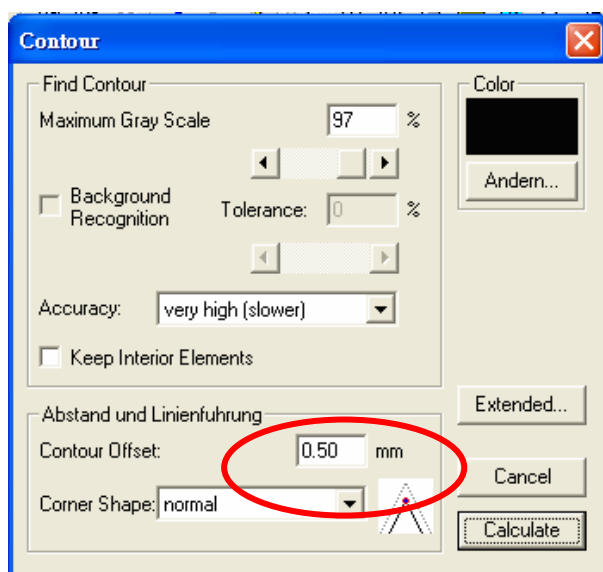 Contour
Find Contour
Maximum Gray Scale 97 %
Background Recognition Tolerance: 0 %
Accuracy: very high (slower)
Keep Interior Elements
Color
Andern...
Abstand und Linienfuhrung
Contour Offset: 0.50 mm
Corner Shape: normal
Extended...
Cancel
Calculate